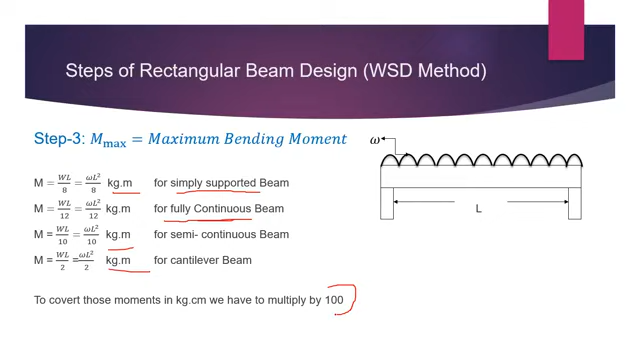 Steps of Rectangular Beam Design (WSD Method)
Step-3: M_max = Maximum Bending Moment
M = WL/8 = ωL²/8 kg.m for simply supported Beam
M = WL/12 = ωL²/12 kg.m for fully Continuous Beam
M = WL/10 = ωL²/10 kg.m for semi- continuous Beam
M = WL/2 = ωL²/2 kg.m for cantilever Beam
To covert those moments in kg.cm we have to multiply by 100
ω
L